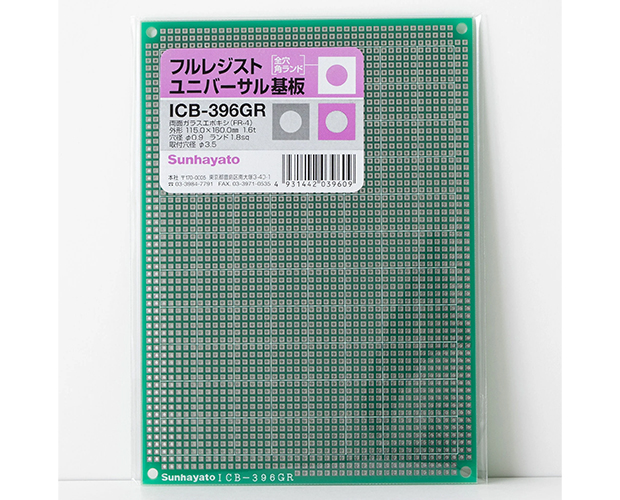 フルレジスト
ユニバーサル基板
全穴
角ランド
ICB-396GR
両面ガラスエポキシ(FR-4)
外形 115.0×160.0mm 1.6t
穴径 φ0.9 ランド 1.8sq
取付穴径 φ3.5
Sunhayato
本社 〒170-0005 東京都豊島区南大塚3-40-1
☎ 03-3984-7791 FAX. 03-3971-0535
4 931442 039609
Sunhayato ICB-396GR